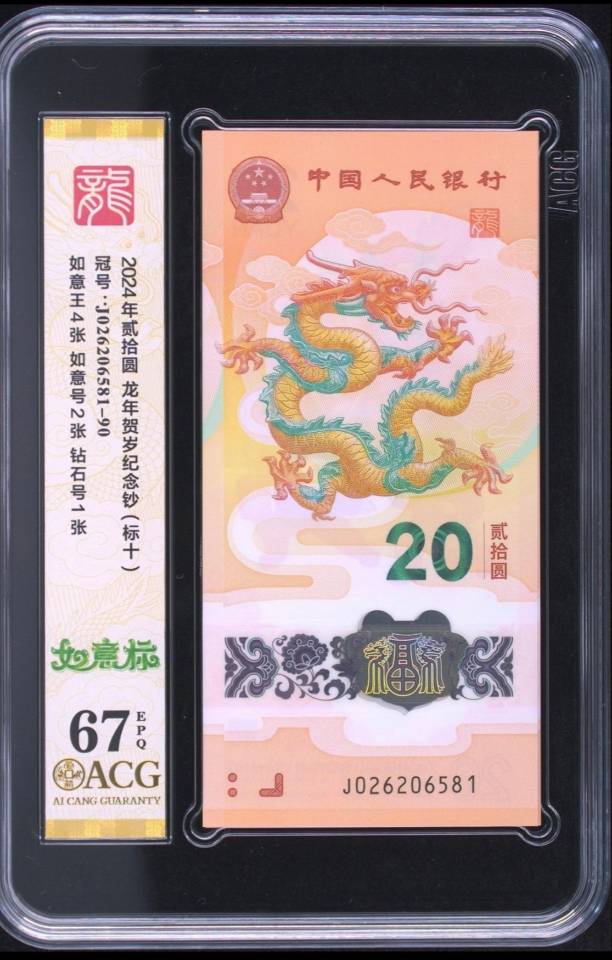 龍
2024年贰拾圆 龙年贺岁纪念钞(标十)
冠号:J026206581-90
如意王4张 如意号2张 钻石号1张
如意标
67 EPQ
ACG
AI CANG GUARANTY
中国人民银行
龍
20
贰拾圆
福
J026206581
ACG